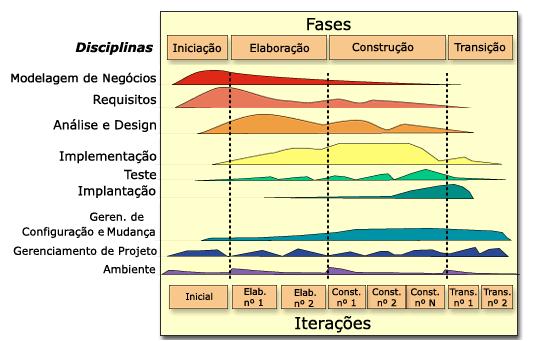 Fases
Disciplinas
Iniciação Elaboração Construção Transição
Modelagem de Negócios
Requisitos
Análise e Design
Implementação
Teste
Implantação
Geren. de
Configuração e Mudança
Gerenciamento de Projeto
Ambiente
Inicial
Elab.
nº 1
Elab.
nº 2
Const.
nº 1
Const.
nº 2
Const.
nº N
Trans.
nº 1
Trans.
nº 2
Iterações